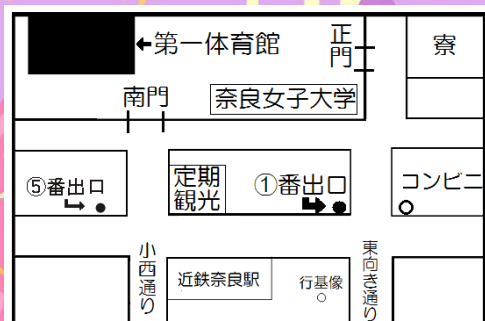 第一体育館
正門
寮
南門
奈良女子大学
⑤番出口
定期
観光
①番出口
コンビニ
小西通り
近鉄奈良駅
行基像
東向き通り